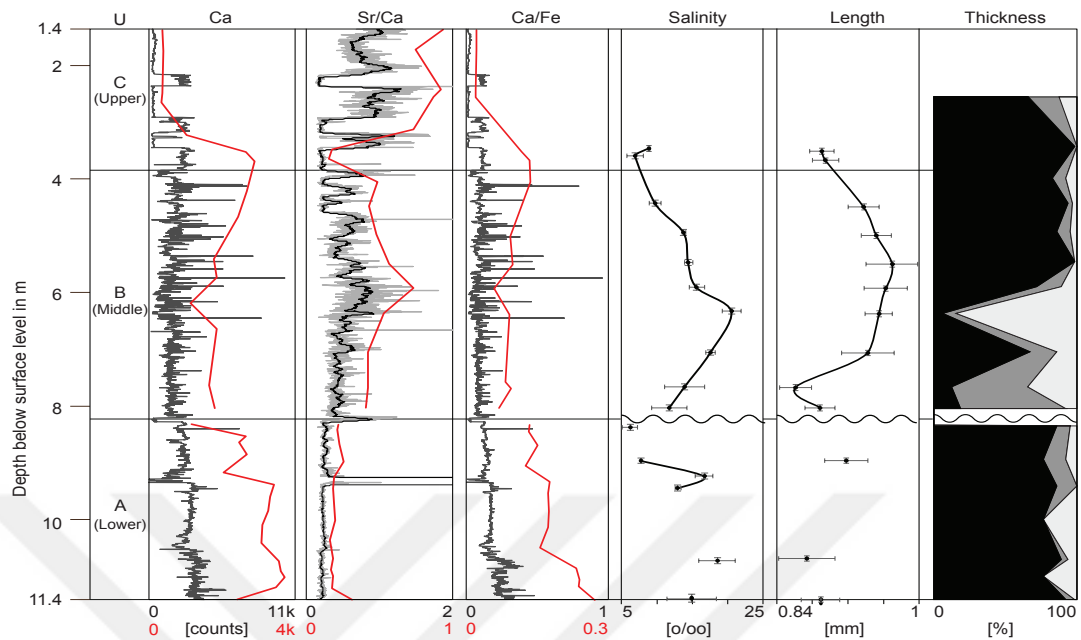 U Ca Sr/Ca Ca/Fe Salinity Length Thickness
1.4
2
C
(Upper)
4
B
(Middle)
6
8
A
(Lower)
10
11.4
Depth below surface level in m
0 11k 0 2 0 1 5 25 0.84 1 0 100
0 [counts] 4k 0 1 0 0.3 [o/oo] [mm] [%]